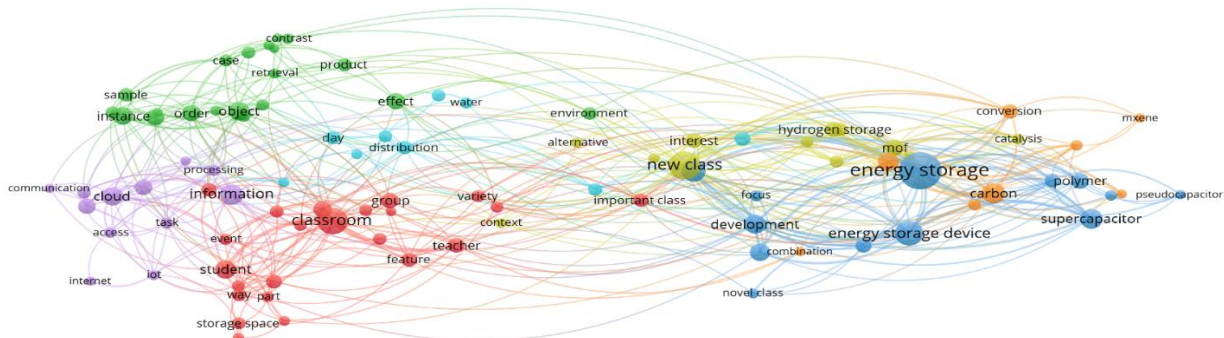 contrast
case
product
retrieval
sample
instance
order
object
effect
water
environment
conversion
mxene
day
distribution
alternative
interest
hydrogen storage
catalysis
mof
processing
new class
energy storage
communication
cloud
information
group
variety
important class
focus
carbon
polymer
pseudocapacitor
task
classroom
context
development
supercapacitor
access
event
teacher
energy storage device
feature
combination
internet
iot
student
way
part
novel class
storage space